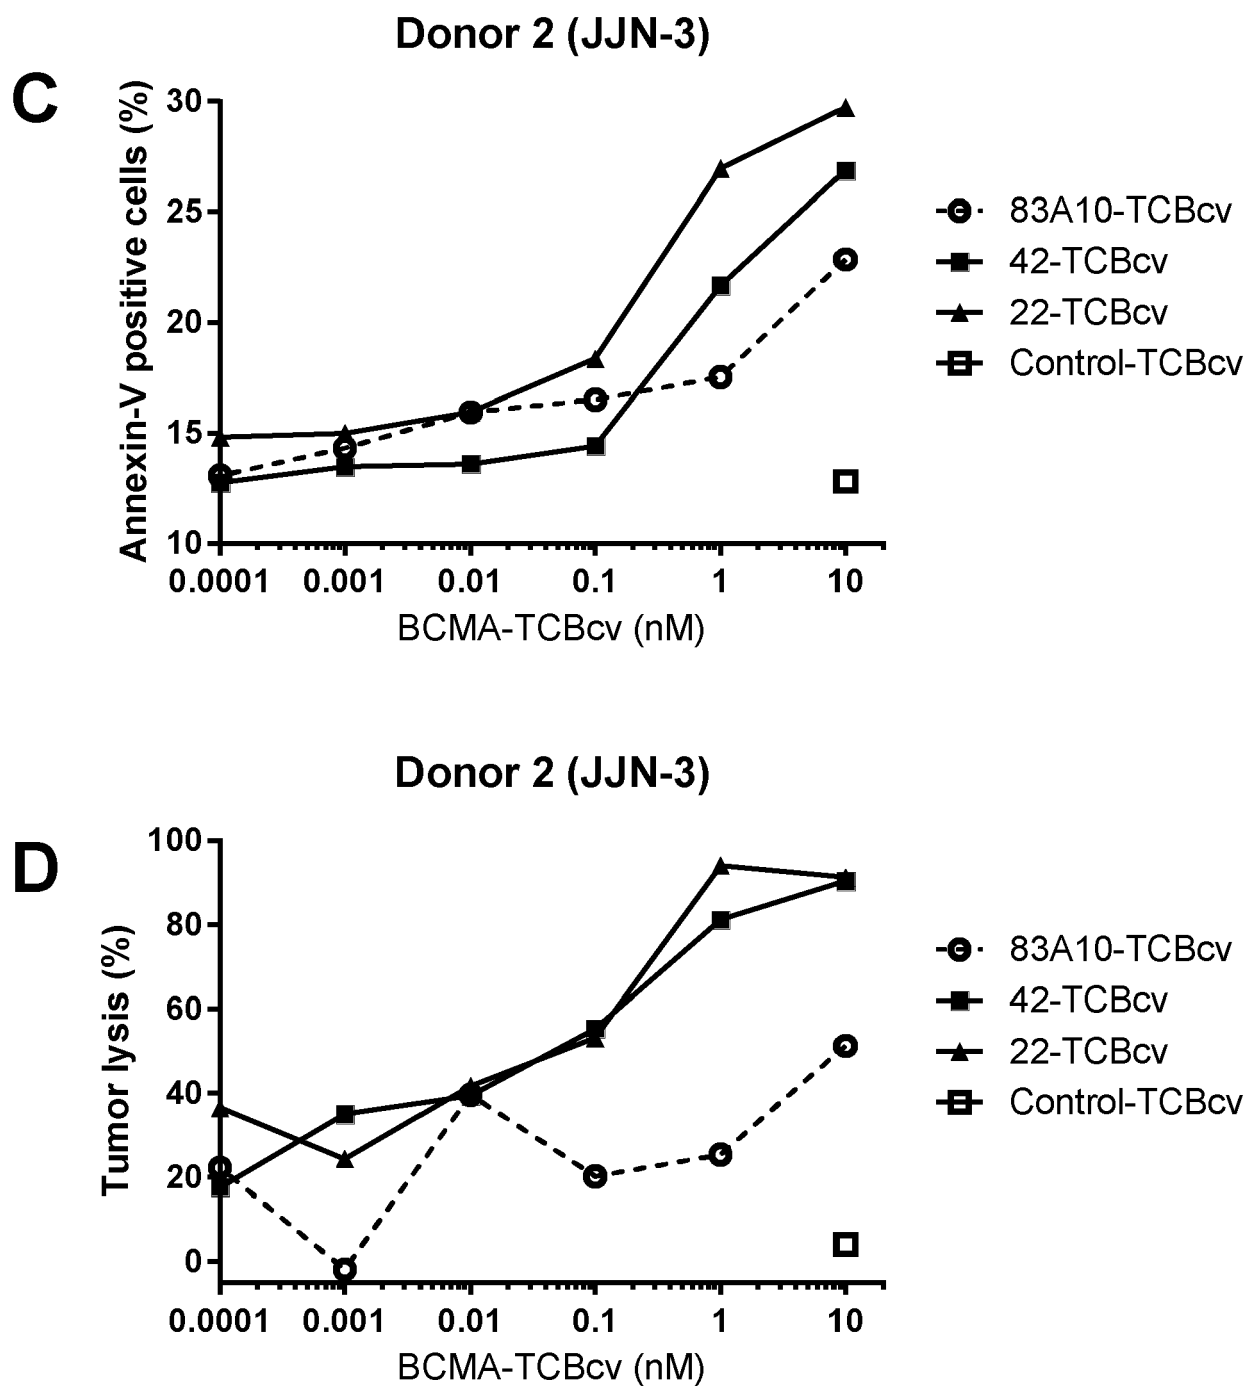 Donor 2 (JJN-3)
C
Annexin-V positive cells (%)
30
25
20
15
10
0.0001 0.001 0.01 0.1 1 10
BCMA-TCBcv (nM)
83A10-TCBcv
42-TCBcv
22-TCBcv
Control-TCBcv
Donor 2 (JJN-3)
D
Tumor lysis (%)
100
80
60
40
20
0
0.0001 0.001 0.01 0.1 1 10
BCMA-TCBcv (nM)
83A10-TCBcv
42-TCBcv
22-TCBcv
Control-TCBcv